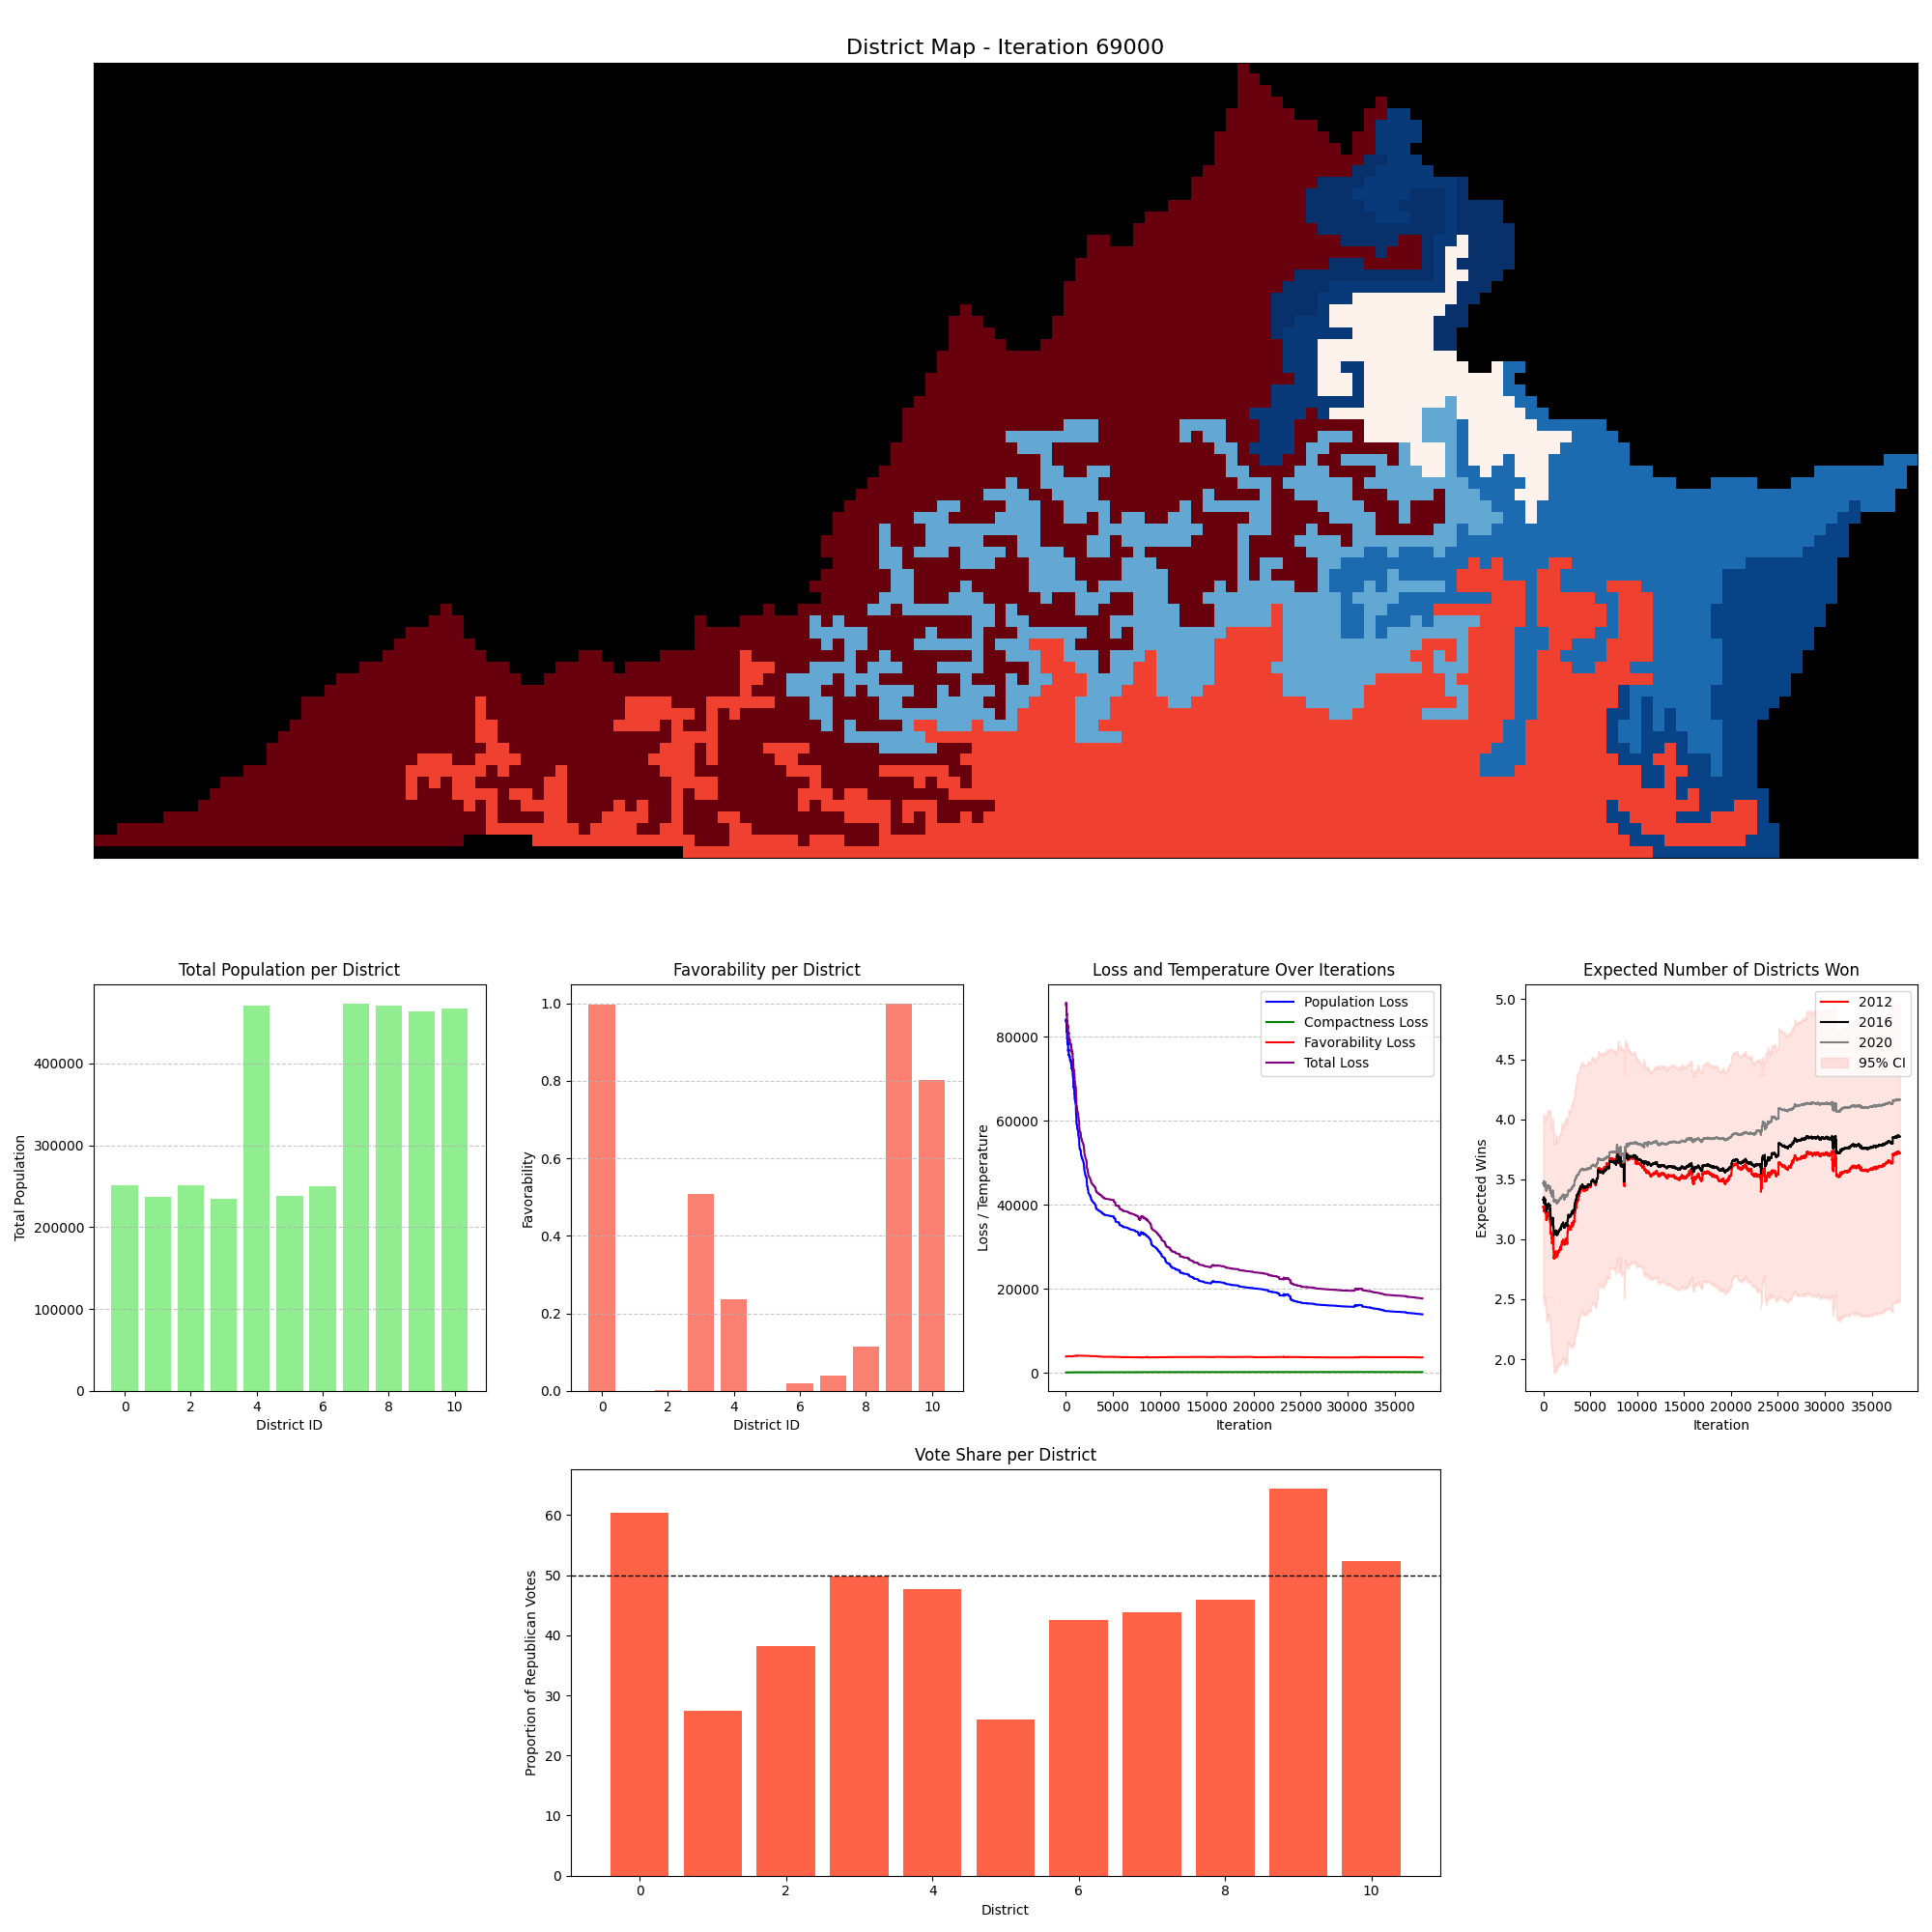 District Map - Iteration 69000
Total Population per District
Total Population
400000
300000
200000
100000
0
0 2 4 6 8 10
District ID
Favorability per District
Favorability
1.0
0.8
0.6
0.4
0.2
0.0
0 2 4 6 8 10
District ID
Loss and Temperature Over Iterations
Loss / Temperature
80000
60000
40000
20000
0
Population Loss
Compactness Loss
Favorability Loss
Total Loss
0 5000 10000 15000 20000 25000 30000 35000
Iteration
Expected Number of Districts Won
Expected Wins
5.0
4.5
4.0
3.5
3.0
2.5
2.0
2012
2016
2020
95% CI
0 5000 10000 15000 20000 25000 30000 35000
Iteration
Vote Share per District
Proportion of Republican Votes
60
50
40
30
20
10
0
0 2 4 6 8 10
District